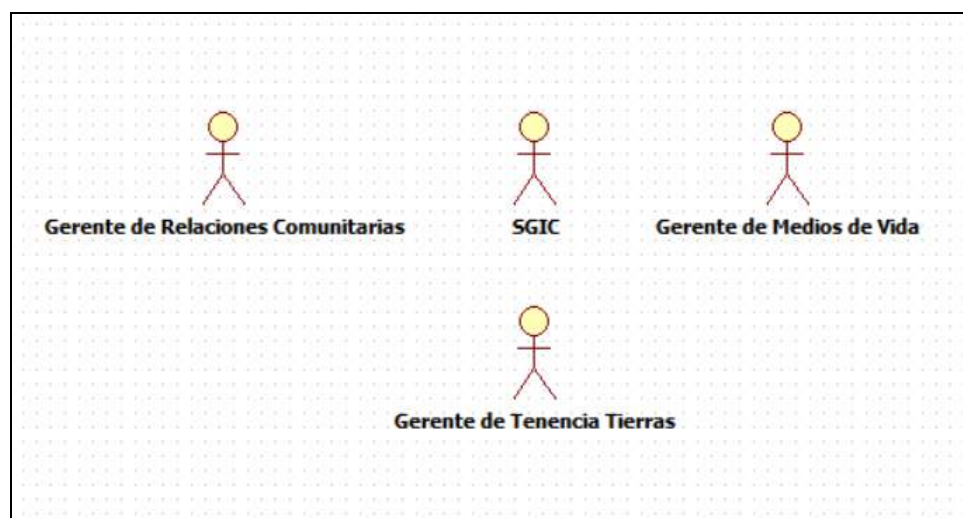 Gerente de Relaciones Comunitarias
SGIC
Gerente de Medios de Vida
Gerente de Tenencia Tierras